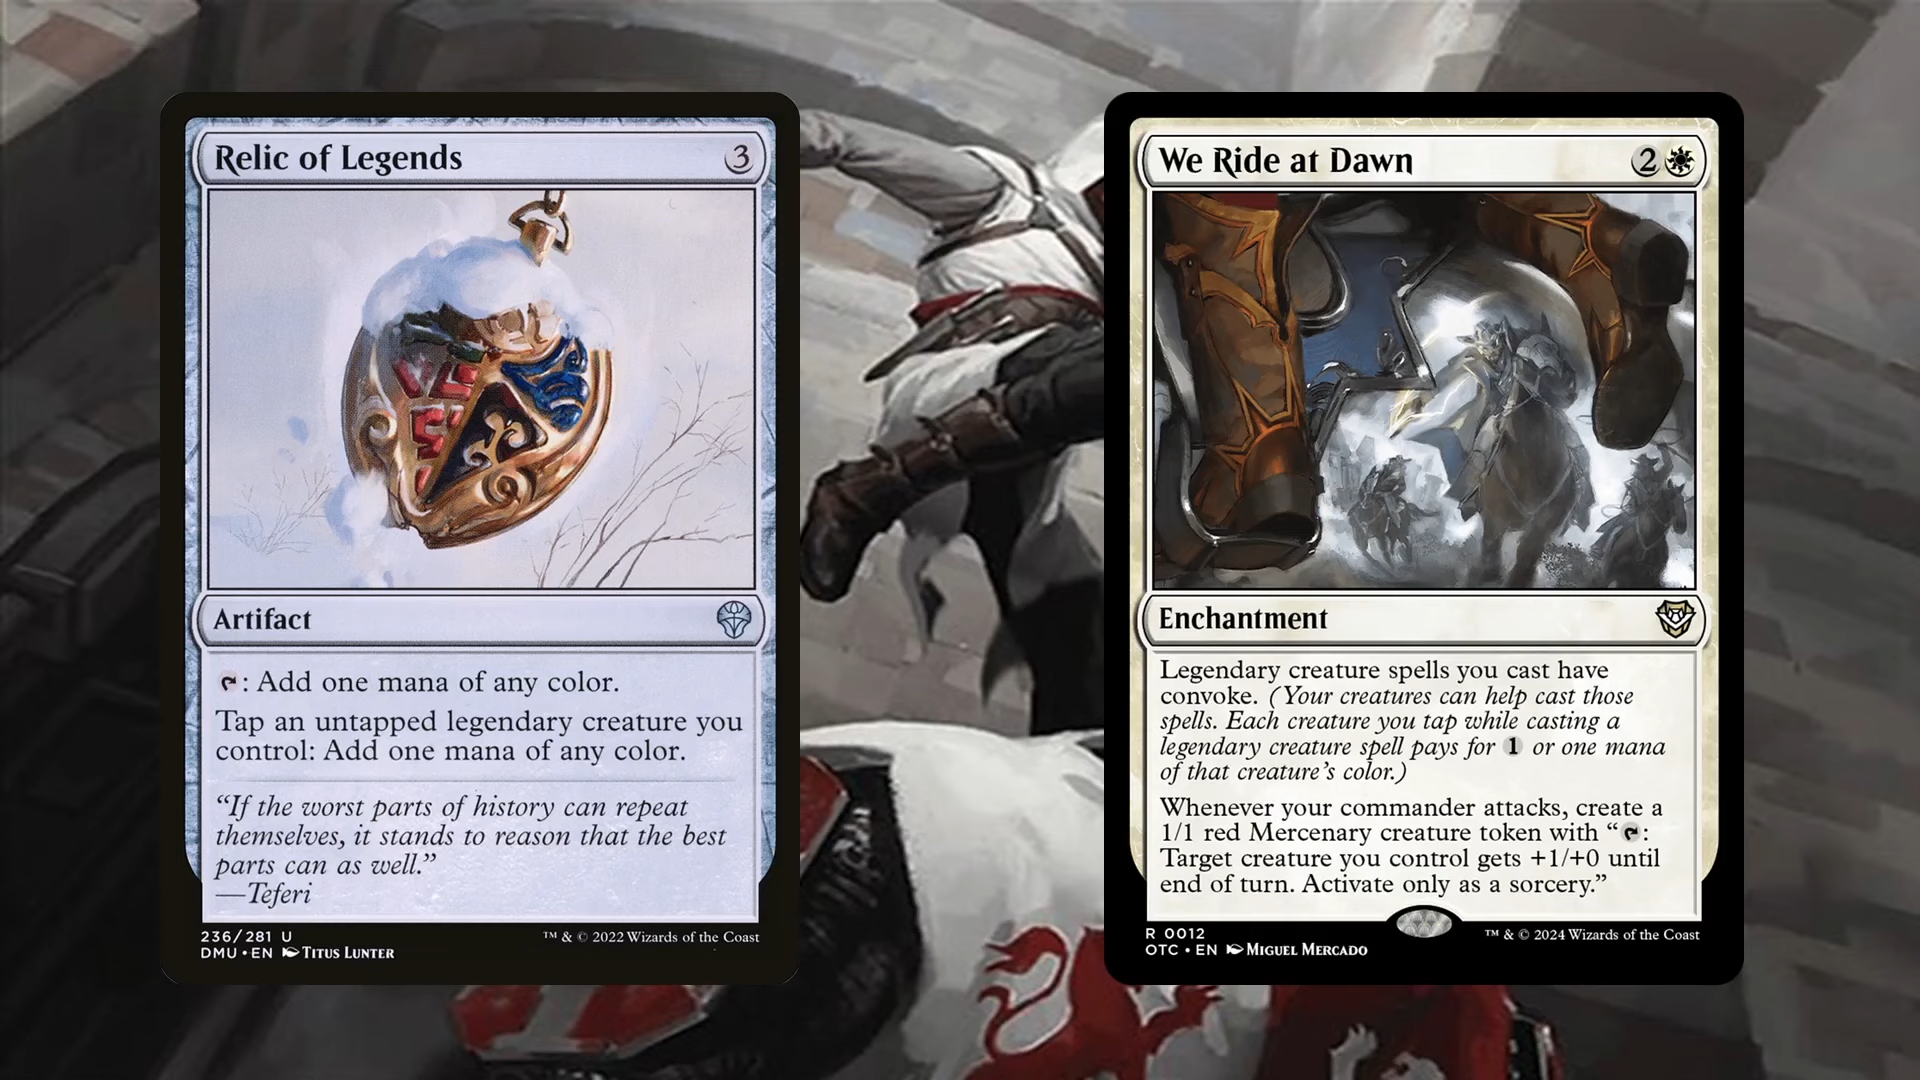 Relic of Legends 3
Artifact
: Add one mana of any color.
Tap an untapped legendary creature you
control: Add one mana of any color.
“If the worst parts of history can repeat
themselves, it stands to reason that the best
parts can as well.”
—Teferi
236/281 U
DMU • EN Titus Lunter
™ & © 2022 Wizards of the Coast
We Ride at Dawn 2
Enchantment
Legendary creature spells you cast have
convoke. (Your creatures can help cast those
spells. Each creature you tap while casting a
legendary creature spell pays for 1 or one mana
of that creature’s color.)
Whenever your commander attacks, create a
1/1 red Mercenary creature token with “ :
Target creature you control gets +1/+0 until
end of turn. Activate only as a sorcery.”
R 0012
OTC • EN Miguel Mercado
™ & © 2024 Wizards of the Coast